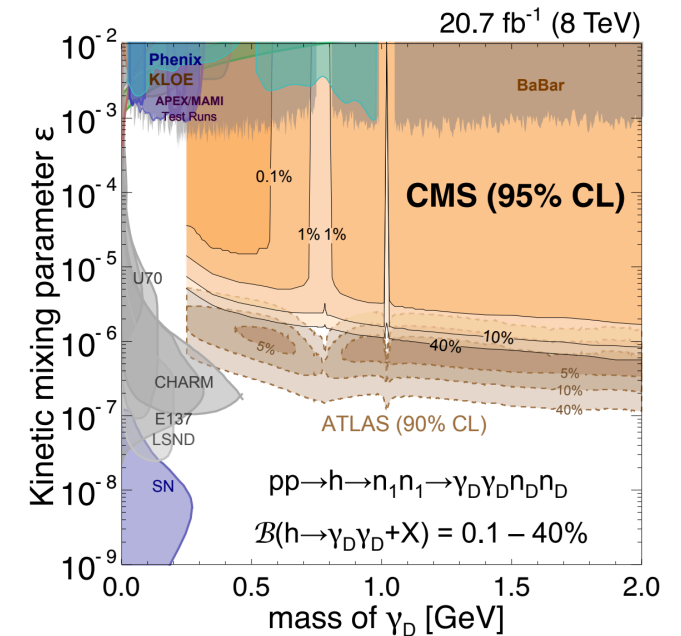 20.7 fb⁻¹ (8 TeV)
Kinetic mixing parameter ε
10⁻²
10⁻³
10⁻⁴
10⁻⁵
10⁻⁶
10⁻⁷
10⁻⁸
10⁻⁹
Phenix
KLOE
APEX/MAMI
Test Runs
BaBar
0.1%
CMS (95% CL)
1% 1%
U70
10%
40%
5%
5%
10%
40%
CHARM
E137
LSND
ATLAS (90% CL)
SN
pp→h→n₁n₁→γ_Dγ_Dn_Dn_D
ℬ(h→γ_Dγ_D+X) = 0.1 – 40%
0.0 0.5 1.0 1.5 2.0
mass of γ_D [GeV]